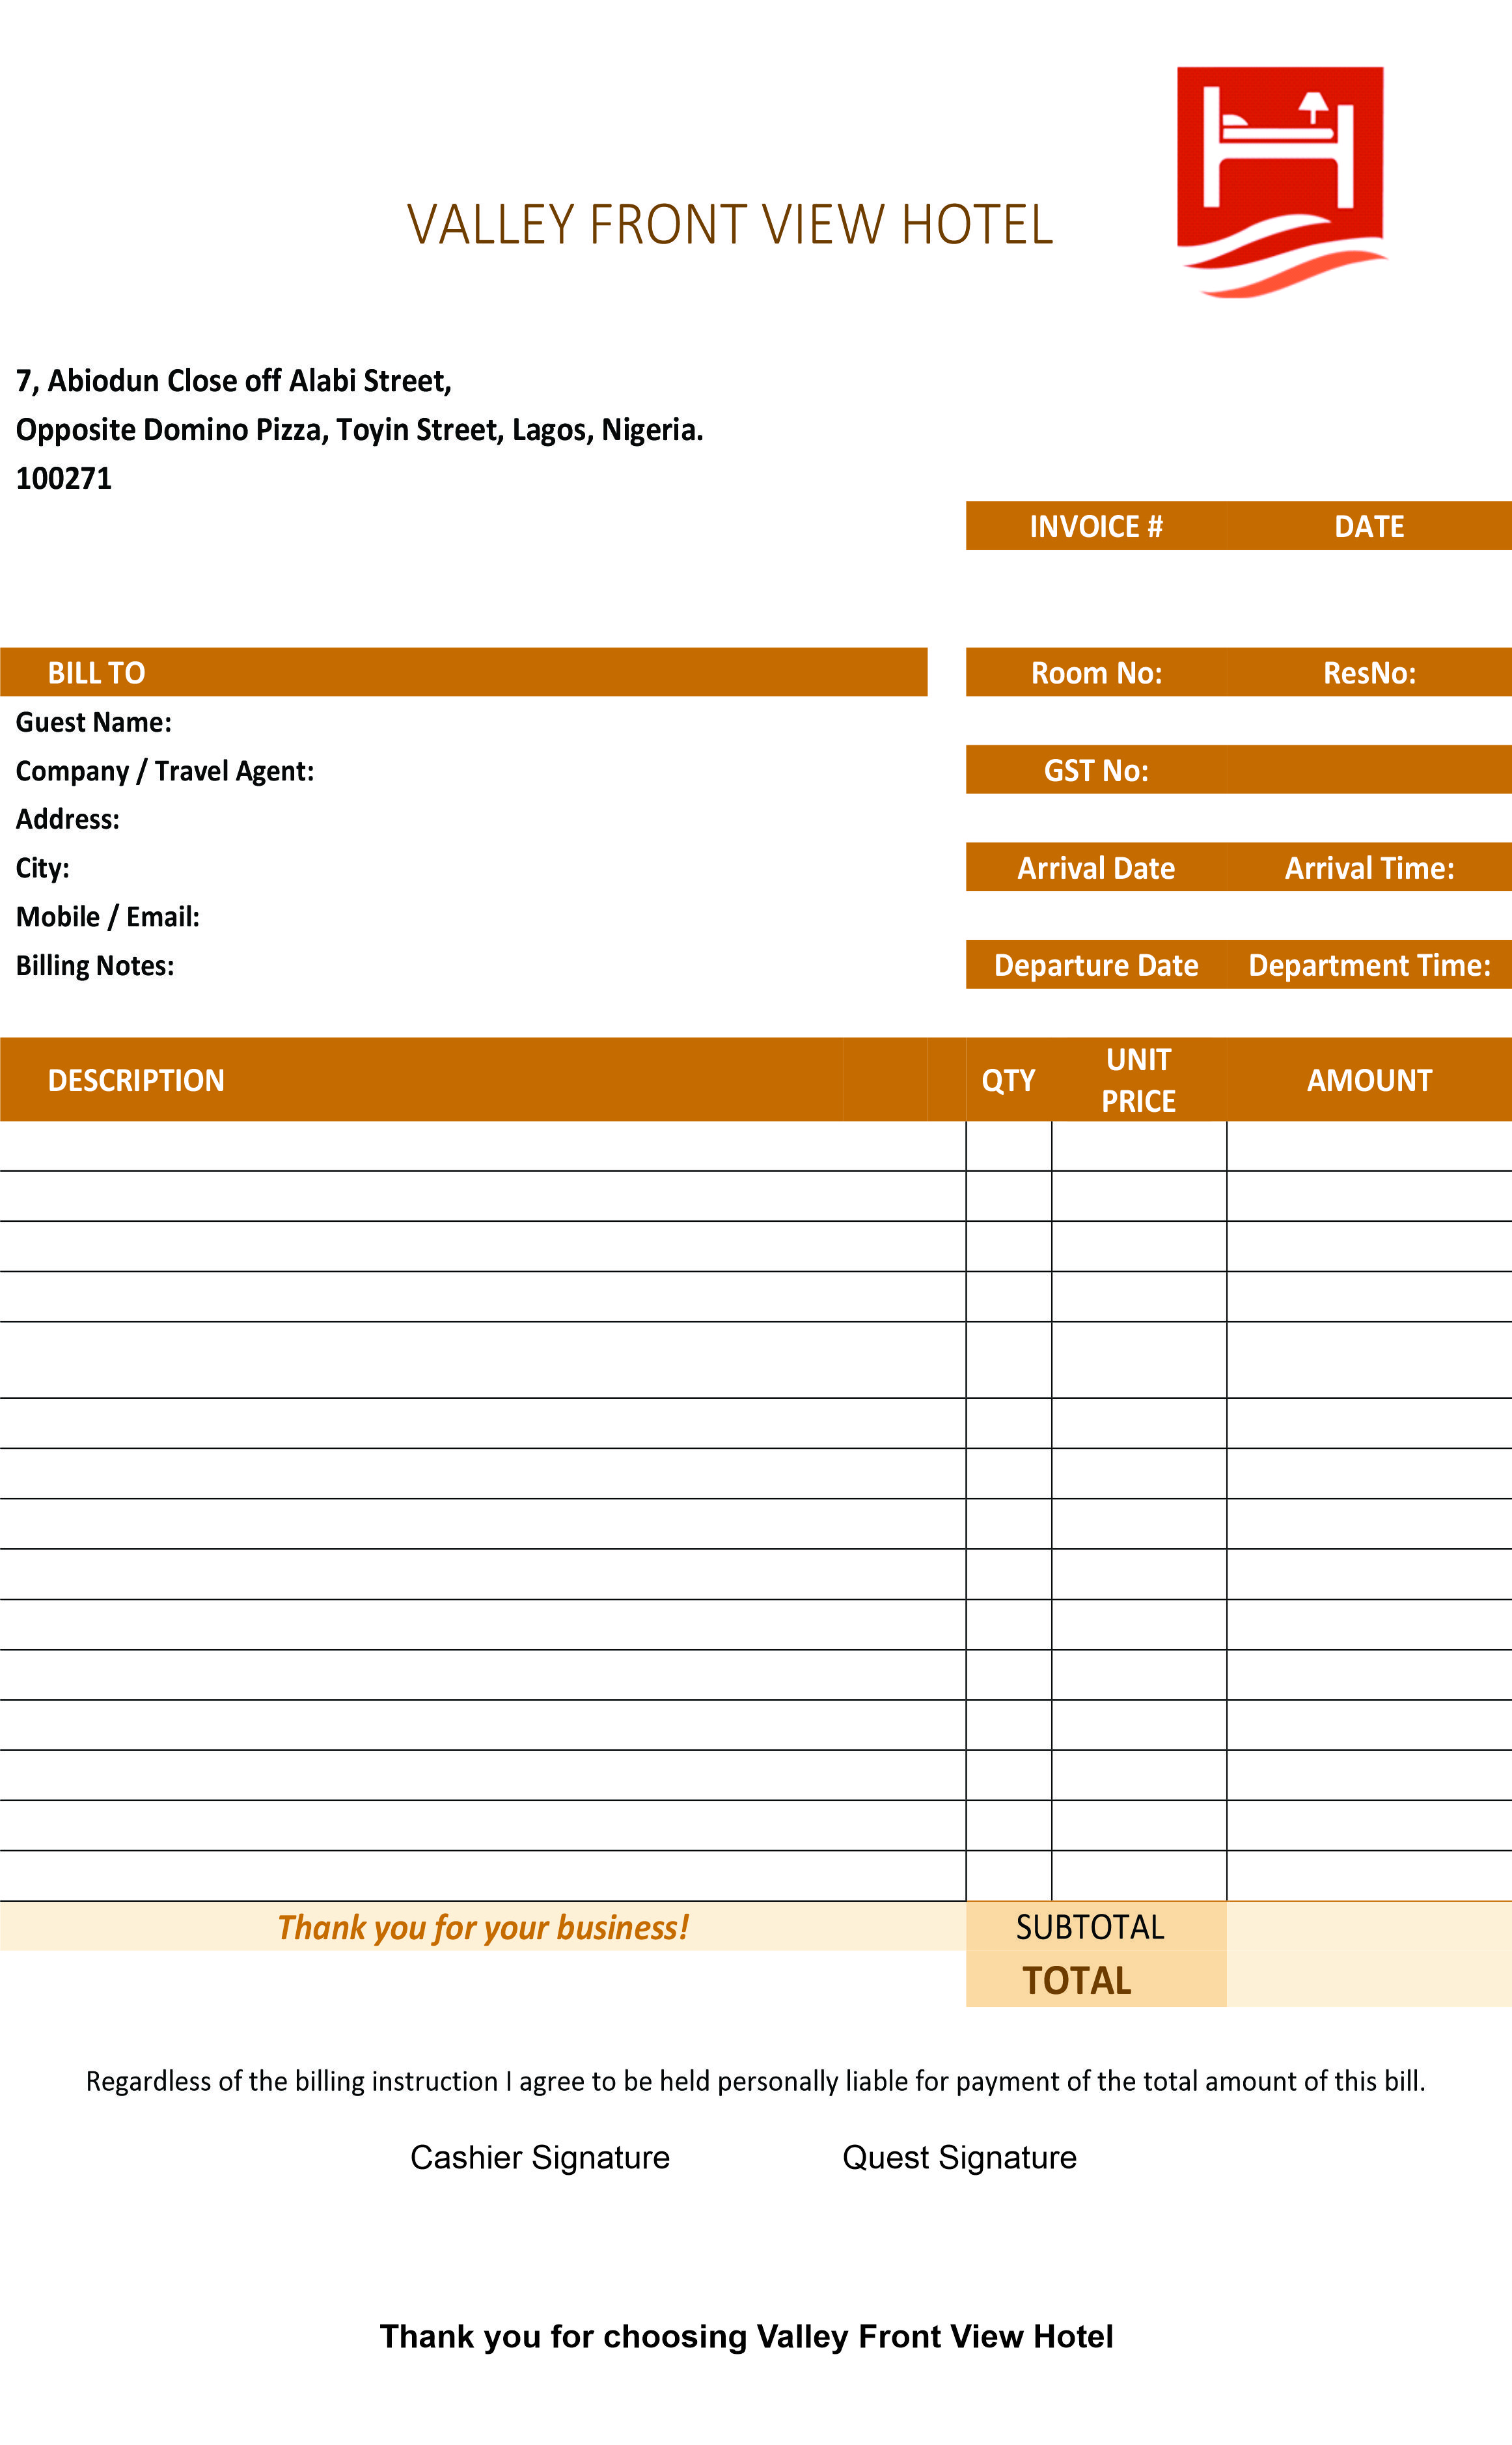 VALLEY FRONT VIEW HOTEL
7, Abiodun Close off Alabi Street,
Opposite Domino Pizza, Toyin Street, Lagos, Nigeria.
100271
INVOICE # DATE
BILL TO Room No: ResNo:
Guest Name:
Company / Travel Agent: GST No:
Address:
City: Arrival Date Arrival Time:
Mobile / Email:
Billing Notes: Departure Date Department Time:
DESCRIPTION QTY UNIT PRICE AMOUNT
Thank you for your business! SUBTOTAL
TOTAL
Regardless of the billing instruction I agree to be held personally liable for payment of the total amount of this bill.
Cashier Signature Quest Signature
Thank you for choosing Valley Front View Hotel